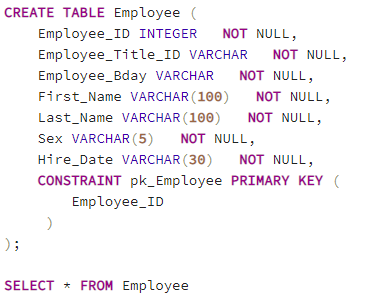 CREATE TABLE Employee (
    Employee_ID INTEGER   NOT NULL,
    Employee_Title_ID VARCHAR   NOT NULL,
    Employee_Bday VARCHAR   NOT NULL,
    First_Name VARCHAR(100)   NOT NULL,
    Last_Name VARCHAR(100)   NOT NULL,
    Sex VARCHAR(5)   NOT NULL,
    Hire_Date VARCHAR(30)   NOT NULL,
    CONSTRAINT pk_Employee PRIMARY KEY (
        Employee_ID
     )
);

SELECT * FROM Employee